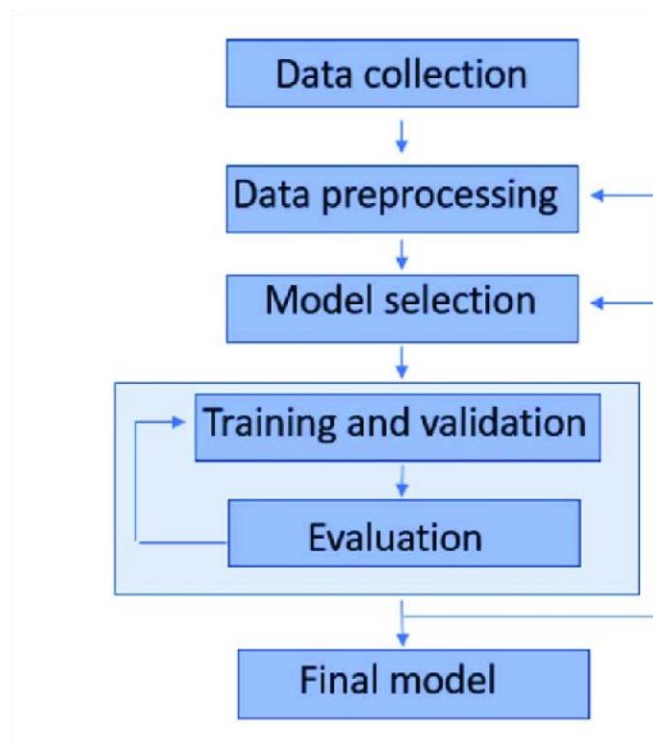 Data collection
Data preprocessing
Model selection
Training and validation
Evaluation
Final model